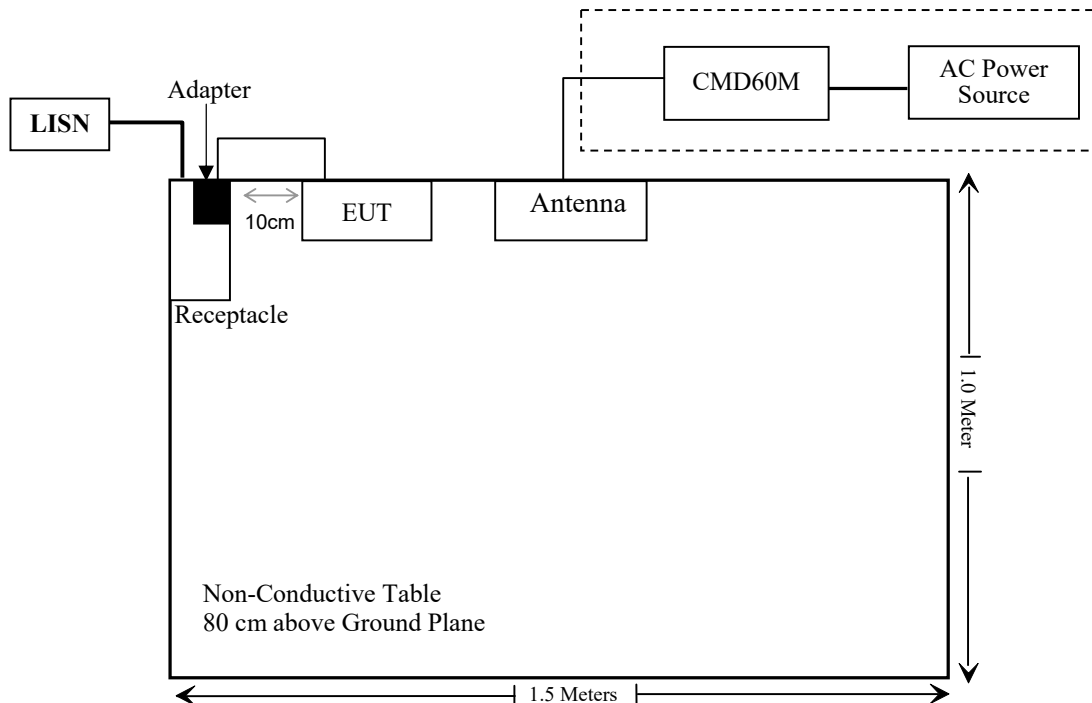 CMD60M
AC Power
Source
Adapter
LISN
10cm
EUT
Antenna
Receptacle
1.0 Meter
Non-Conductive Table
80 cm above Ground Plane
1.5 Meters